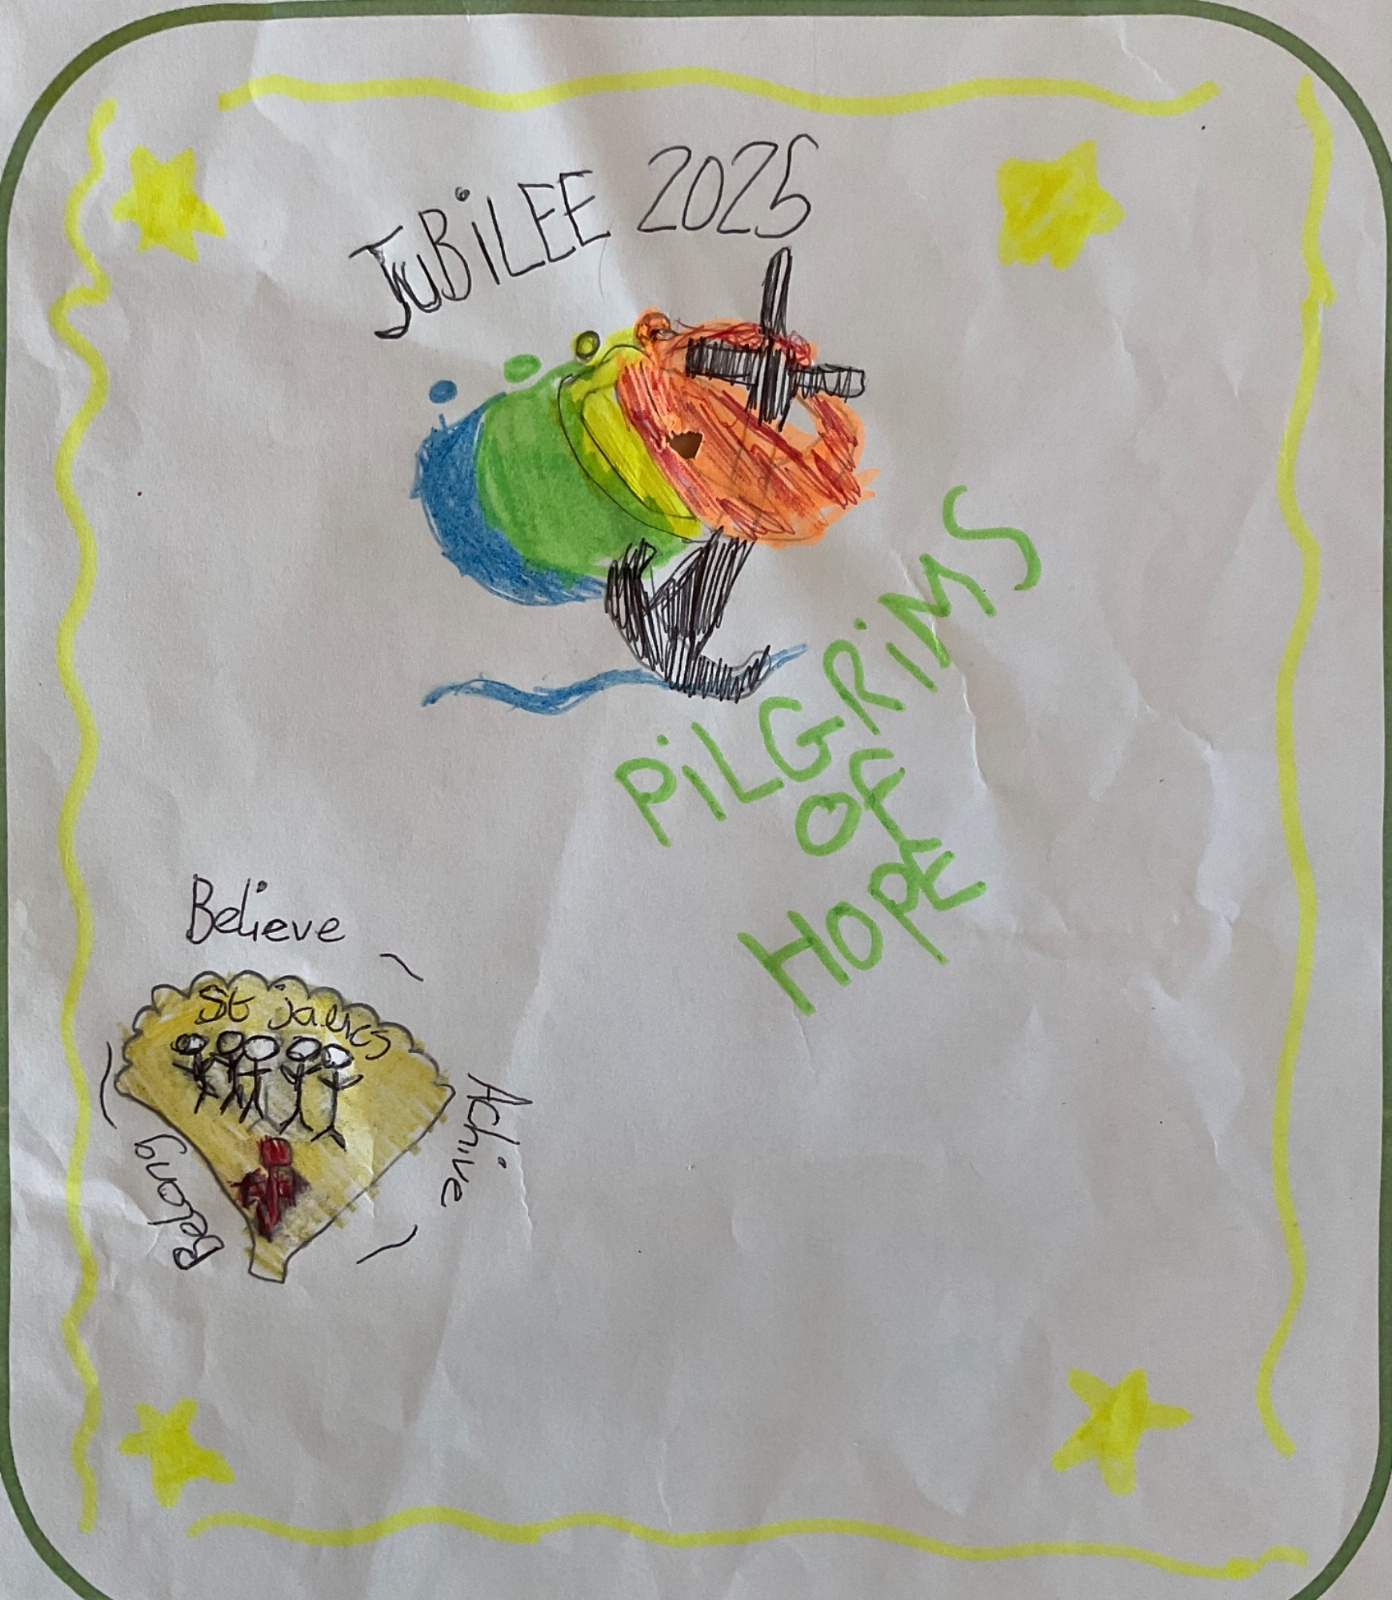 JUBiLEE 2025
PiLGRiMS
OF
HOPE
Believe
St james
Achive
Belong